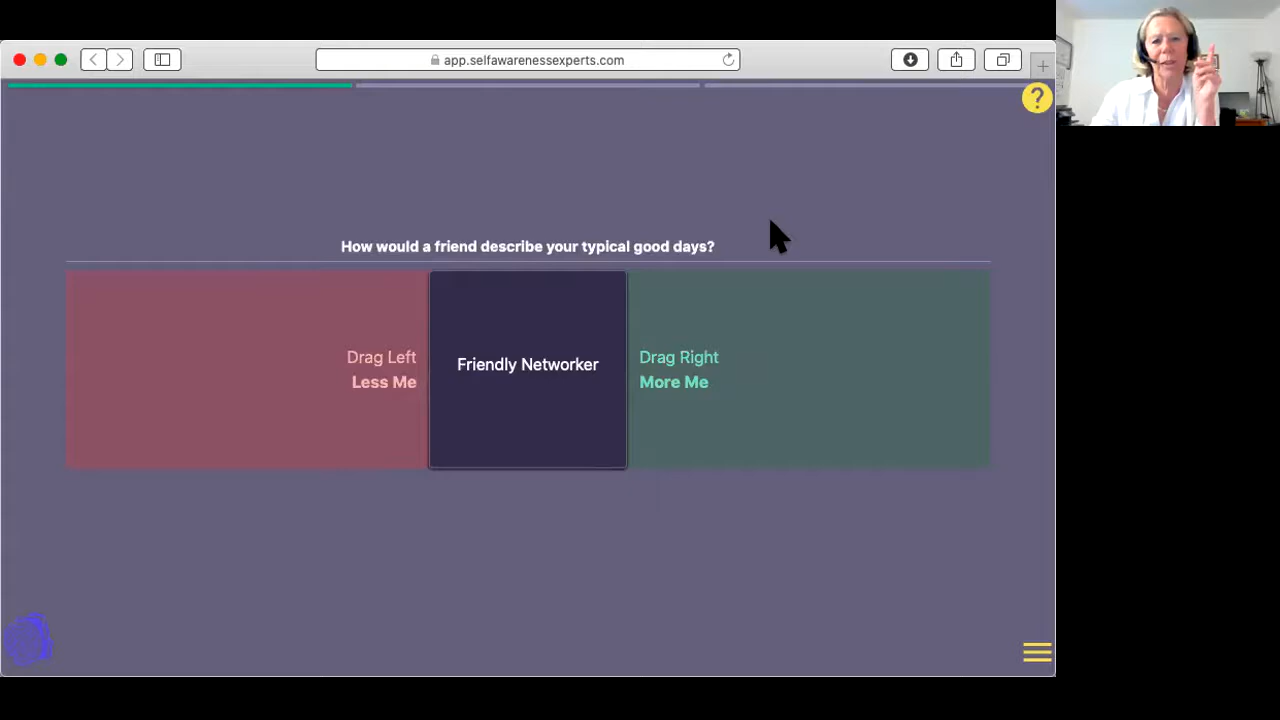 app.selfawarenessexperts.com
?
How would a friend describe your typical good days?
Drag Left
Less Me
Friendly Networker
Drag Right
More Me